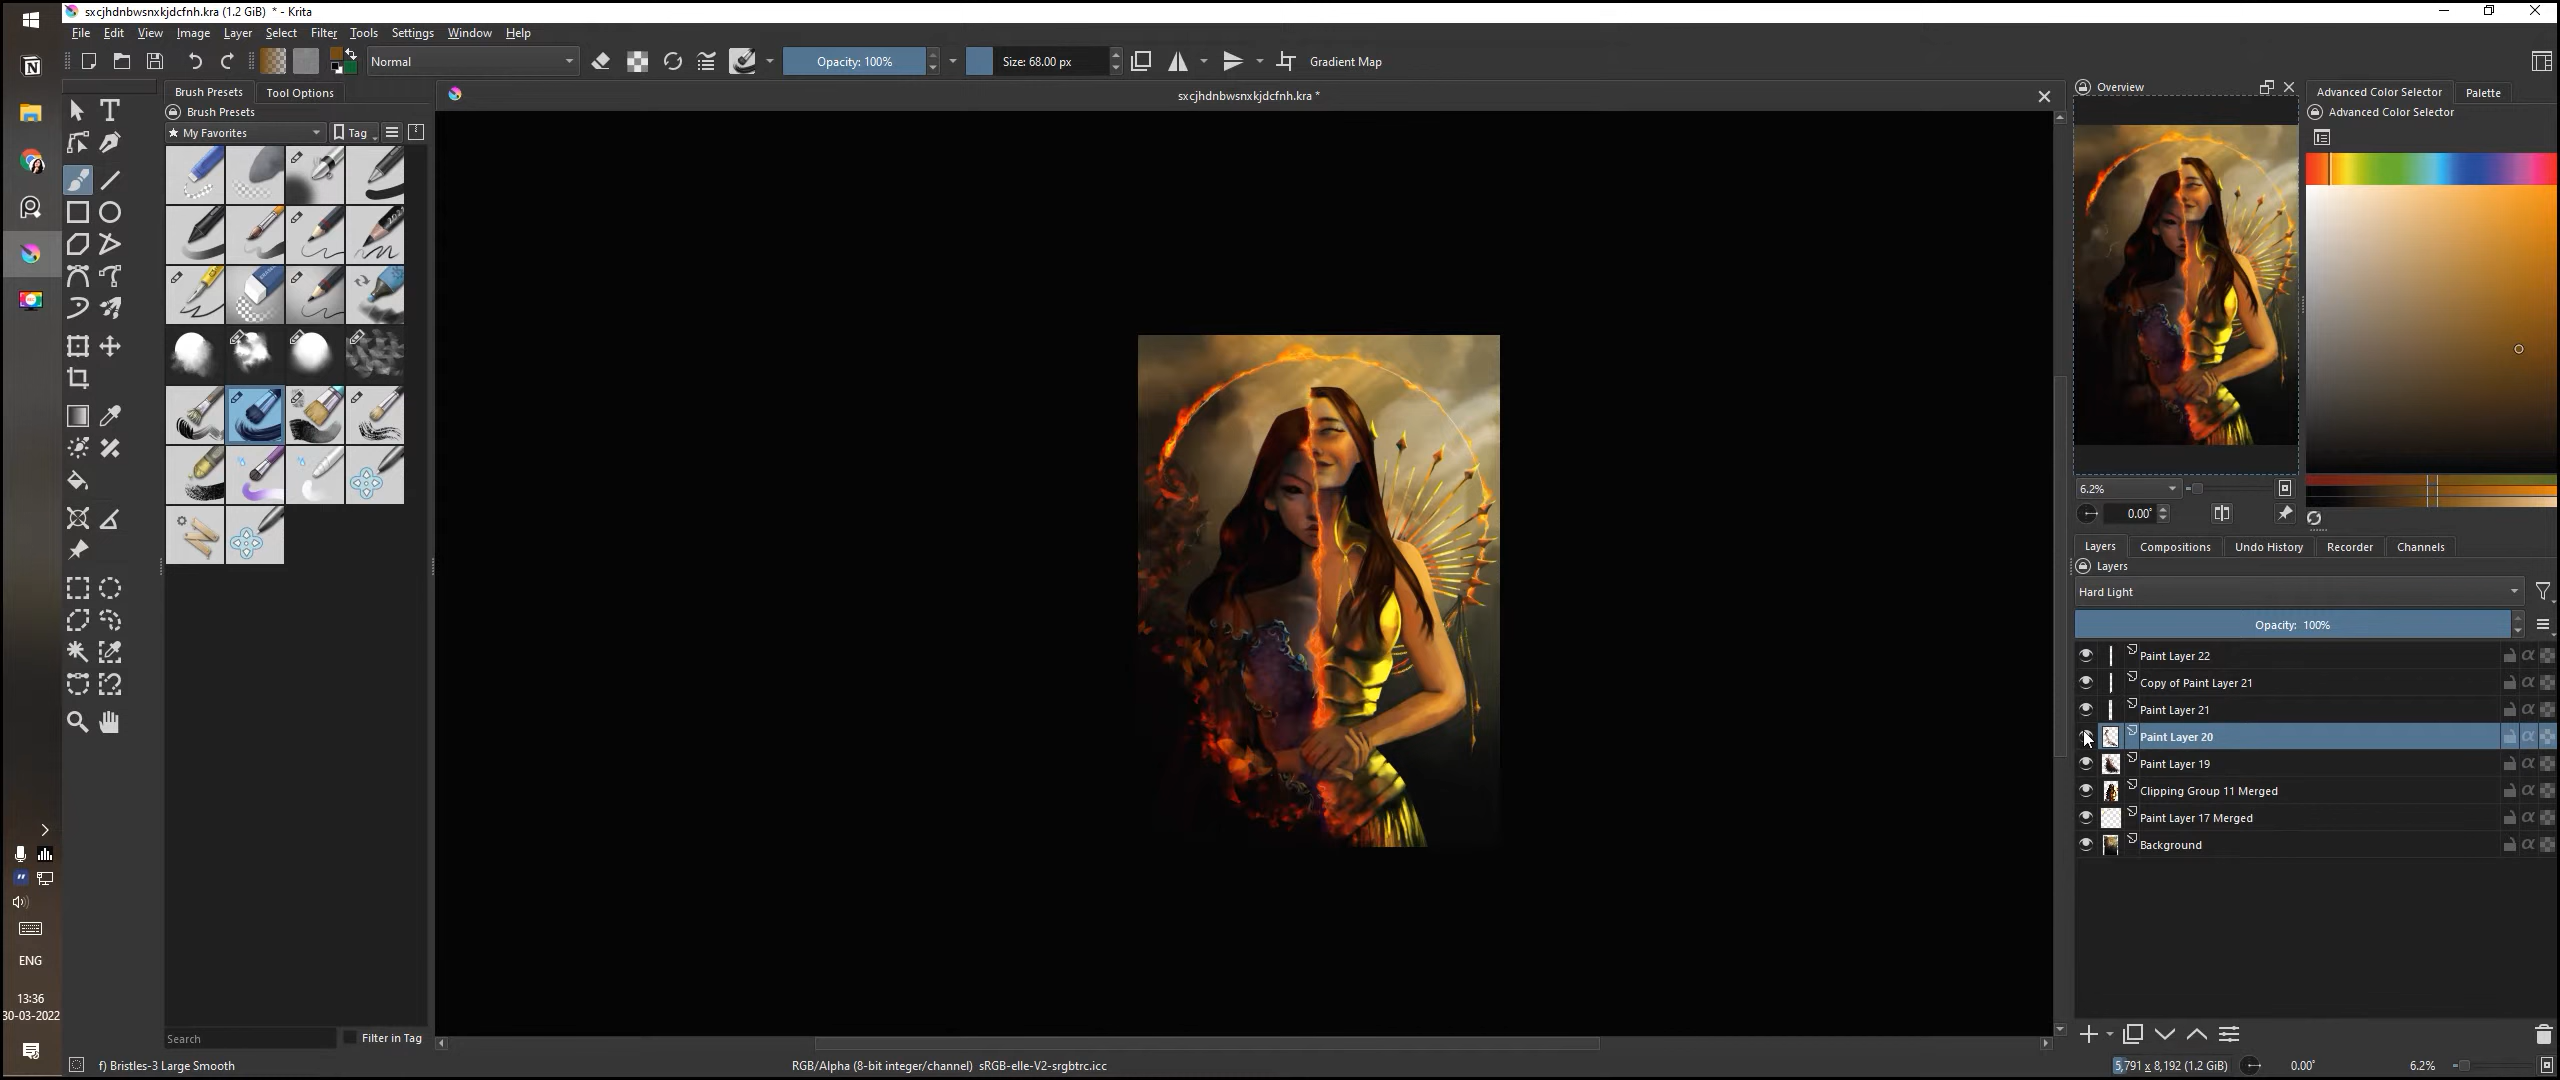 sxcjhdnbwsnxkjdcfnh.kra (1.2 GiB) * - Krita
File Edit View Image Layer Select Filter Tools Settings Window Help
Normal
Opacity: 100%
Size: 68.00 px
Gradient Map
Brush Presets Tool Options
Brush Presets
My Favorites
Tag
sxcjhdnbwsnxkjdcfnh.kra *
Overview
6.2%
0.00°
Advanced Color Selector Palette
Advanced Color Selector
Layers Compositions Undo History Recorder Channels
Layers
Hard Light
Opacity: 100%
Paint Layer 22
Copy of Paint Layer 21
Paint Layer 21
Paint Layer 20
Paint Layer 19
Clipping Group 11 Merged
Paint Layer 17 Merged
Background
ENG
13:36
30-03-2022
Search
Filter in Tag
f) Bristles-3 Large Smooth
RGB/Alpha (8-bit integer/channel) sRGB-elle-V2-srgbtrc.icc
5,791 x 8,192 (1.2 GiB)
0.00°
6.2%